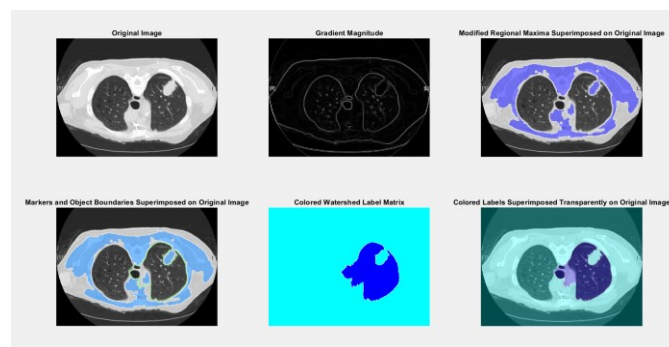 Original Image
Gradient Magnitude
Modified Regional Maxima Superimposed on Original Image
Markers and Object Boundaries Superimposed on Original Image
Colored Watershed Label Matrix
Colored Labels Superimposed Transparently on Original Image